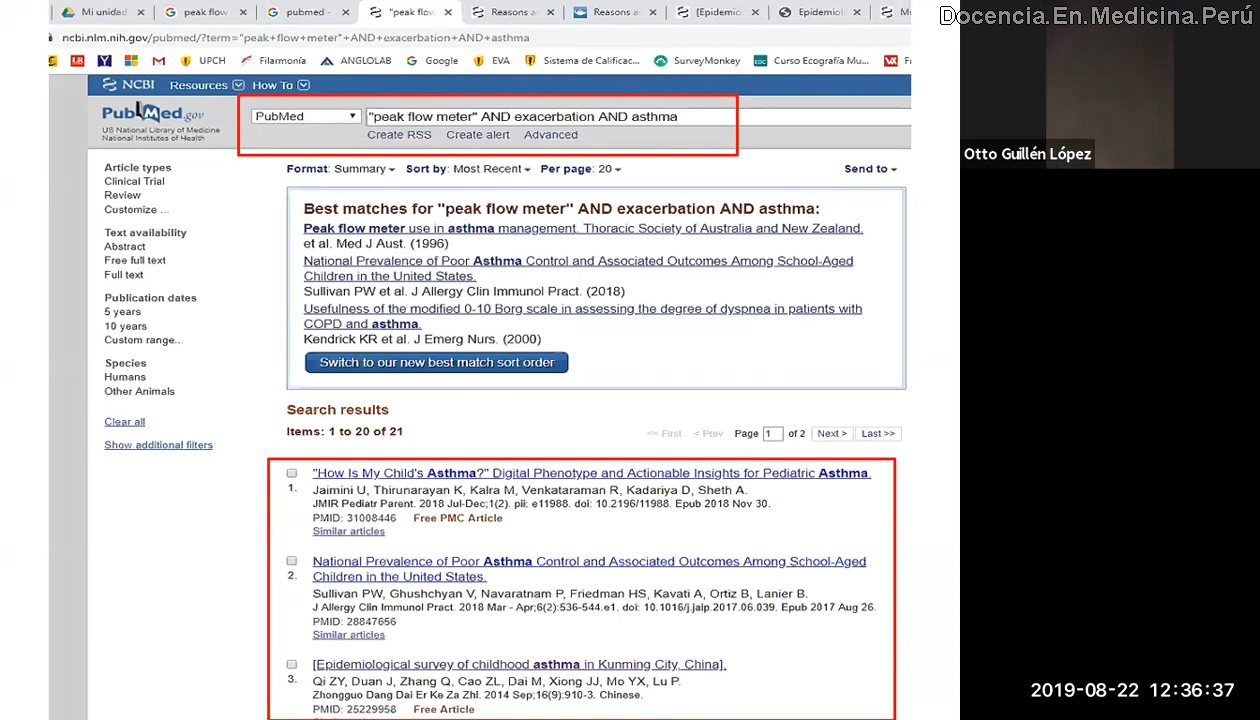 Mi unidad
peak flow
pubmed -
"peak flow
Reasons a
Reasons a
[Epidemio
Epidemiol
Docencia.En.Medicina.Perú
ncbi.nlm.nih.gov/pubmed/?term="peak+flow+meter"+AND+exacerbation+AND+asthma
UPCH
Filarmonía
ANGLOLAB
Google
EVA
Sistema de Calificac...
SurveyMonkey
Curso Ecografía Mu...
NCBI Resources How To
PubMed.gov
US National Library of Medicine
National Institutes of Health
PubMed
"peak flow meter" AND exacerbation AND asthma
Create RSS Create alert Advanced
Otto Guillén López
Article types
Clinical Trial
Review
Customize ...
Text availability
Abstract
Free full text
Full text
Publication dates
5 years
10 years
Custom range...
Species
Humans
Other Animals
Clear all
Show additional filters
Format: Summary Sort by: Most Recent Per page: 20 Send to
Best matches for "peak flow meter" AND exacerbation AND asthma:
Peak flow meter use in asthma management. Thoracic Society of Australia and New Zealand.
et al. Med J Aust. (1996)
National Prevalence of Poor Asthma Control and Associated Outcomes Among School-Aged
Children in the United States.
Sullivan PW et al. J Allergy Clin Immunol Pract. (2018)
Usefulness of the modified 0-10 Borg scale in assessing the degree of dyspnea in patients with
COPD and asthma.
Kendrick KR et al. J Emerg Nurs. (2000)
Switch to our new best match sort order
Search results
Items: 1 to 20 of 21
<< First < Prev Page 1 of 2 Next > Last >>
"How Is My Child's Asthma?" Digital Phenotype and Actionable Insights for Pediatric Asthma.
1. Jaimini U, Thirunarayan K, Kalra M, Venkataraman R, Kadariya D, Sheth A.
JMIR Pediatr Parent. 2018 Jul-Dec;1(2). pii: e11988. doi: 10.2196/11988. Epub 2018 Nov 30.
PMID: 31008446 Free PMC Article
Similar articles
National Prevalence of Poor Asthma Control and Associated Outcomes Among School-Aged
2. Children in the United States.
Sullivan PW, Ghushchyan V, Navaratnam P, Friedman HS, Kavati A, Ortiz B, Lanier B.
J Allergy Clin Immunol Pract. 2018 Mar - Apr;6(2):536-544.e1. doi: 10.1016/j.jaip.2017.06.039. Epub 2017 Aug 26.
PMID: 28847656
Similar articles
[Epidemiological survey of childhood asthma in Kunming City, China].
3. Qi ZY, Duan J, Zhang Q, Cao ZL, Dai M, Xiong JJ, Mo YX, Lu P.
Zhongguo Dang Dai Er Ke Za Zhi. 2014 Sep;16(9):910-3. Chinese.
PMID: 25229958 Free Article
2019-08-22 12:36:37